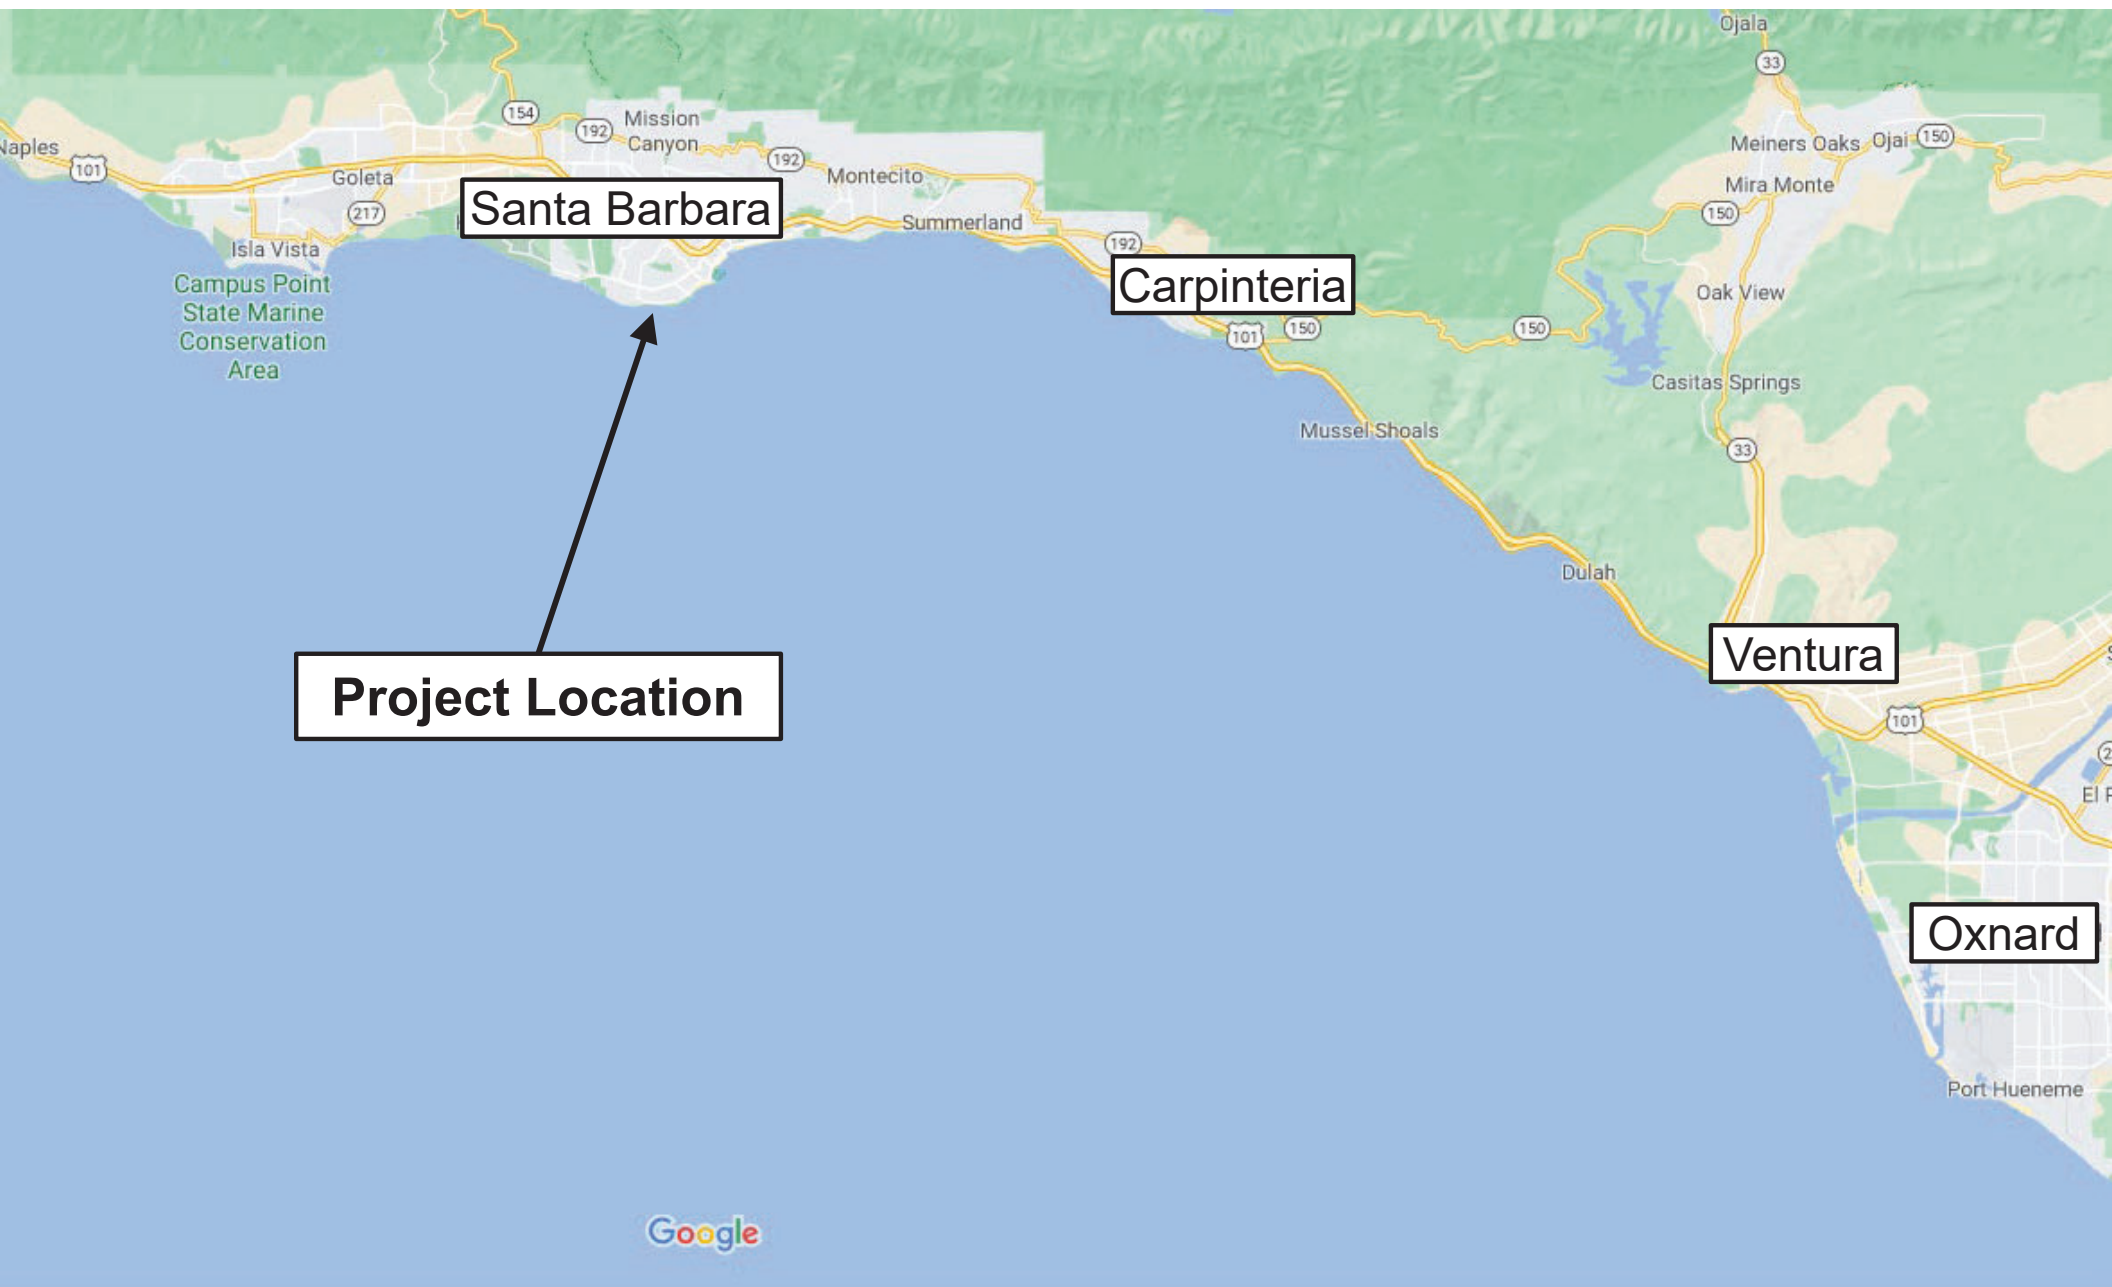 Ojala
33
154
192
Mission
Canyon
Naples
101
192
Meiners Oaks
Ojai
150
Goleta
Montecito
Mira Monte
Santa Barbara
217
Summerland
150
Isla Vista
192
Campus Point
State Marine
Conservation
Area
Carpinteria
Oak View
101
150
150
Casitas Springs
Mussel Shoals
33
Dulah
Ventura
Project Location
101
Oxnard
Port Hueneme
Google